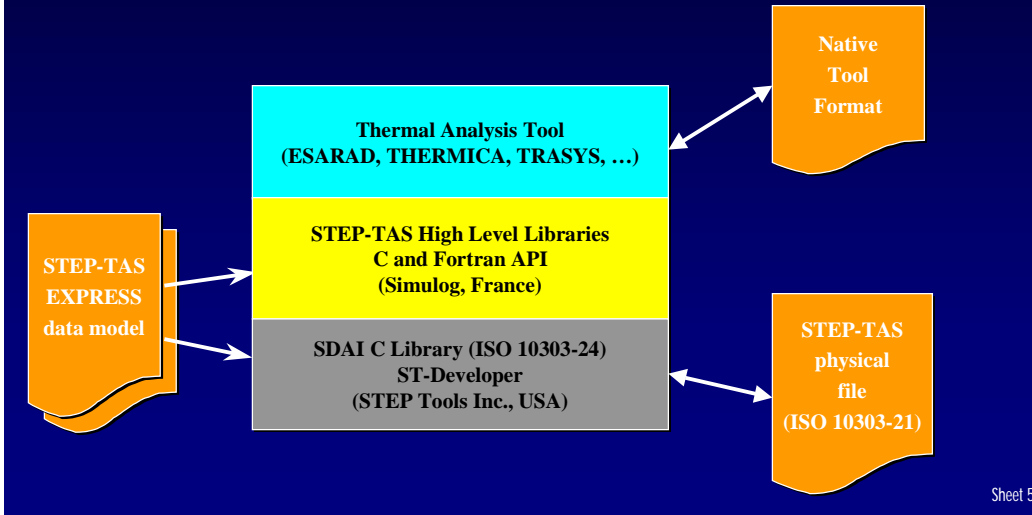 Native
Tool
Format
Thermal Analysis Tool
(ESARAD, THERMICA, TRASYS, …)
STEP-TAS High Level Libraries
C and Fortran API
(Simulog, France)
STEP-TAS
EXPRESS
data model
SDAI C Library (ISO 10303-24)
ST-Developer
(STEP Tools Inc., USA)
STEP-TAS
physical
file
(ISO 10303-21)
Sheet 5